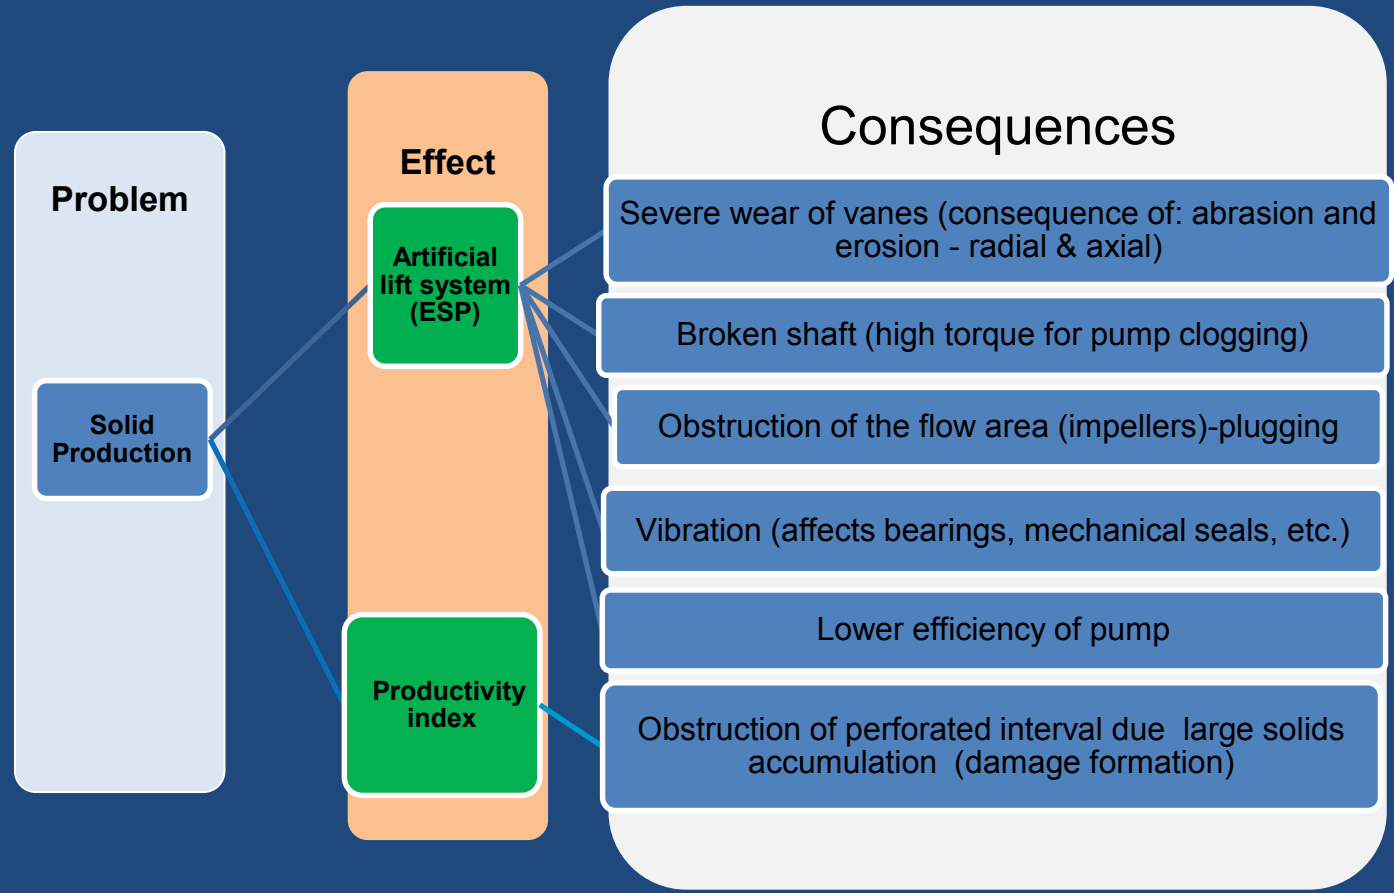 Problem
Solid
Production
Effect
Artificial
lift system
(ESP)
Productivity
index
Consequences
Severe wear of vanes (consequence of: abrasion and
erosion - radial & axial)
Broken shaft (high torque for pump clogging)
Obstruction of the flow area (impellers)-plugging
Vibration (affects bearings, mechanical seals, etc.)
Lower efficiency of pump
Obstruction of perforated interval due  large solids
accumulation  (damage formation)